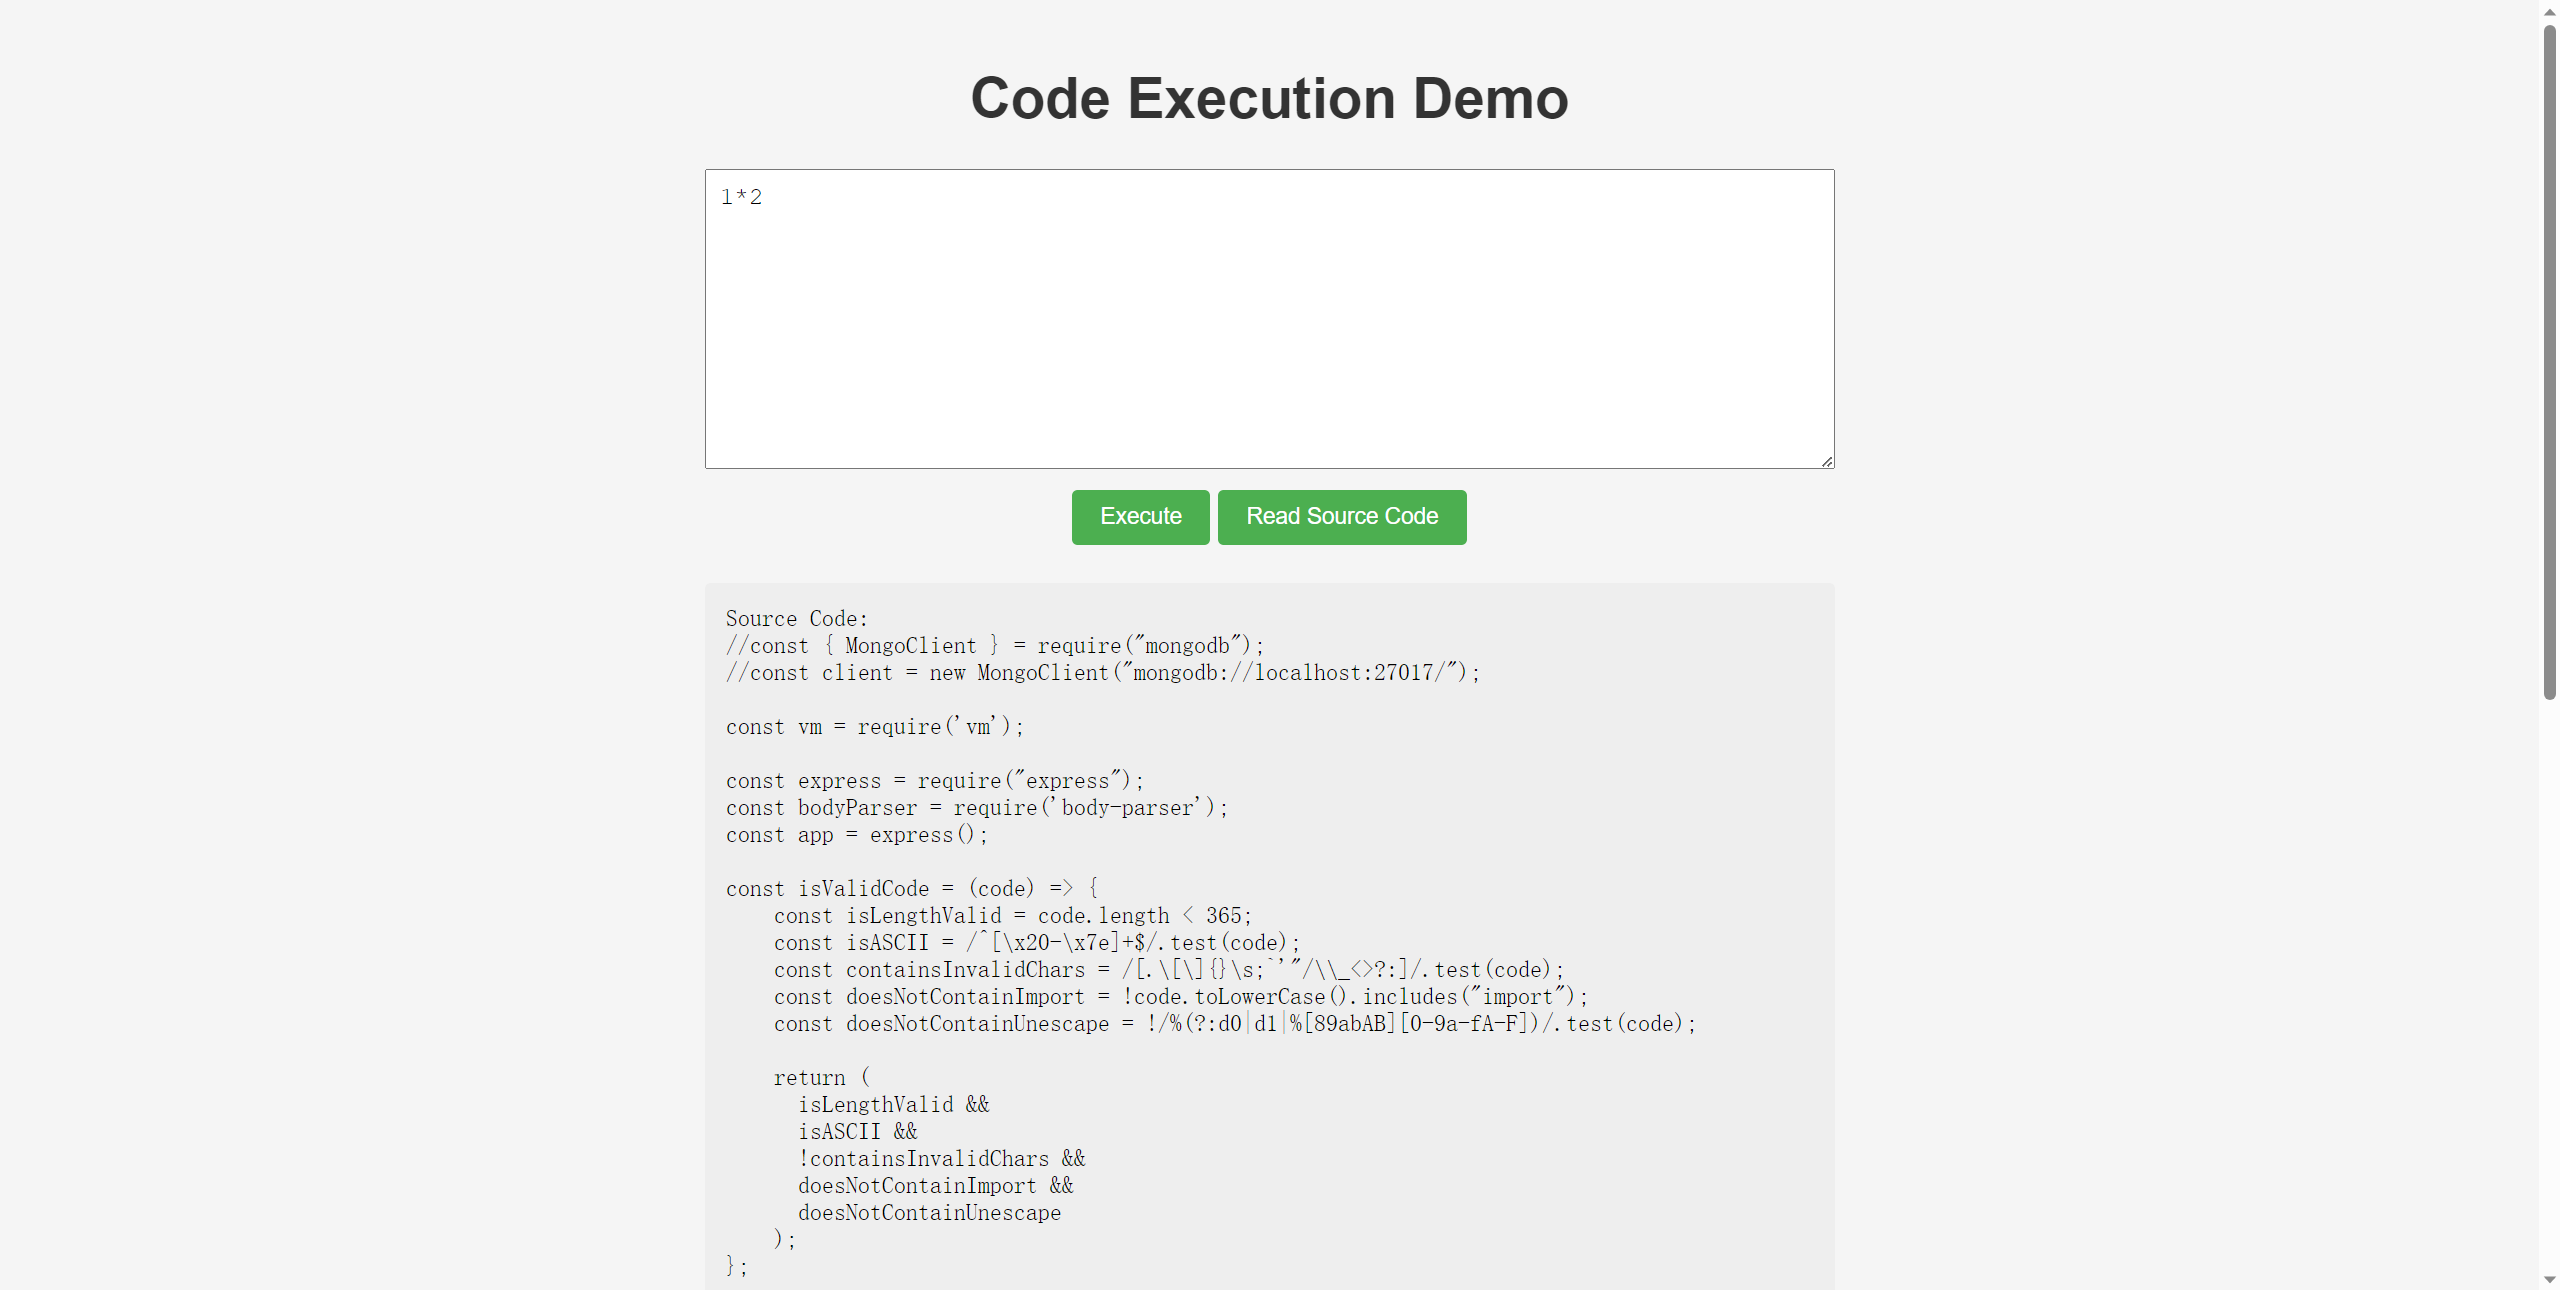 Code Execution Demo
1*2
Execute
Read Source Code
Source Code:
//const { MongoClient } = require("mongodb");
//const client = new MongoClient("mongodb://localhost:27017/");
const vm = require('vm');
const express = require("express");
const bodyParser = require('body-parser');
const app = express();
const isValidCode = (code) => {
    const isLengthValid = code.length < 365;
    const isASCII = /^[\x20-\x7e]+$/.test(code);
    const containsInvalidChars = /[.\[\]{}\s;`'"/\\_<>?:]/.test(code);
    const doesNotContainImport = !code.toLowerCase().includes("import");
    const doesNotContainUnescape = !/%(?:d0|d1|%[89abAB][0-9a-fA-F])/.test(code);
    return (
      isLengthValid &&
      isASCII &&
      !containsInvalidChars &&
      doesNotContainImport &&
      doesNotContainUnescape
    );
};